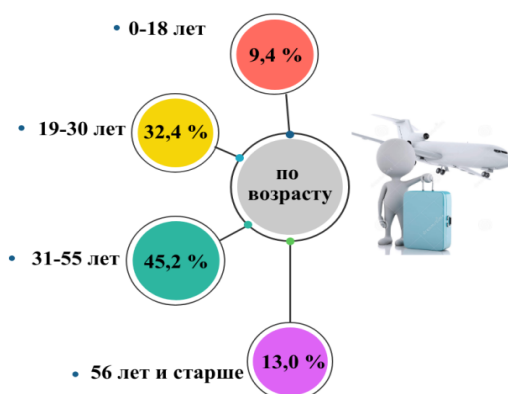 • 0-18 лет
9,4 %
• 19-30 лет
32,4 %
по
возрасту
• 31-55 лет
45,2 %
• 56 лет и старше
13,0 %